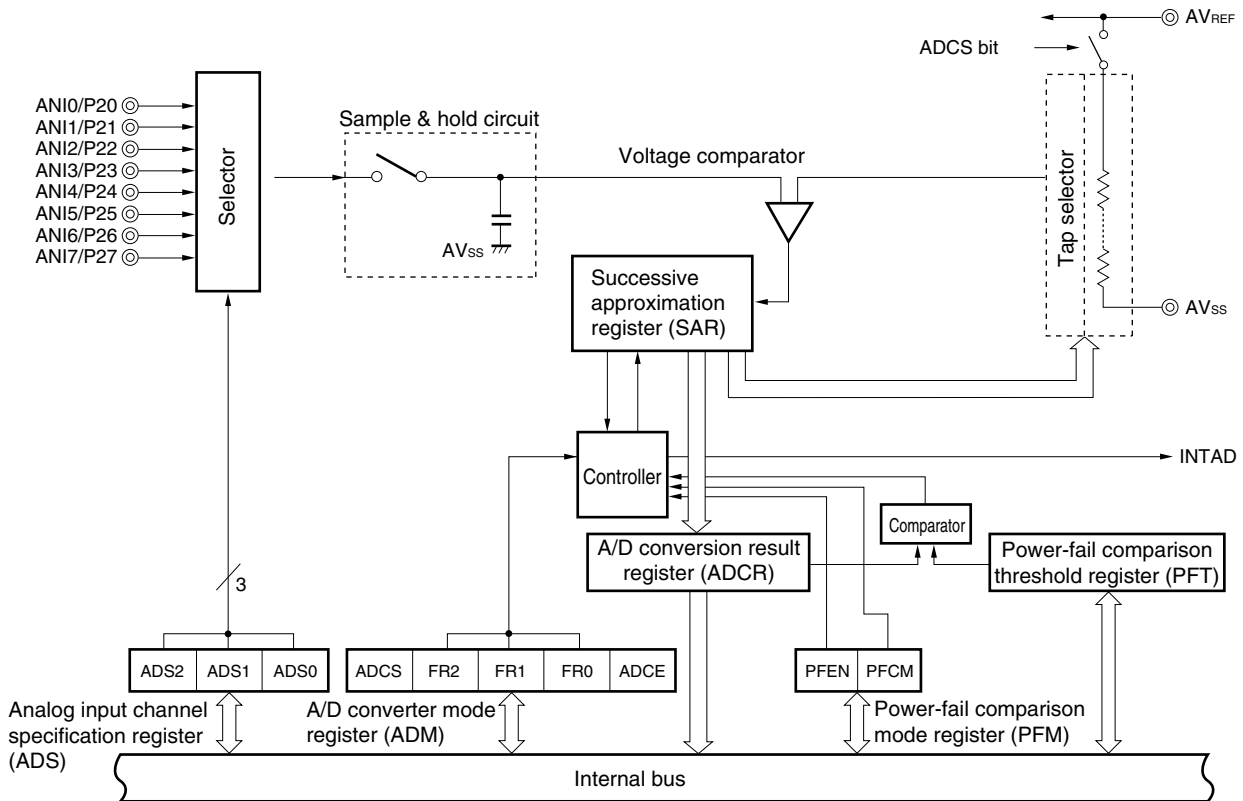 AVREF
ADCS bit
ANI0/P20
ANI1/P21
ANI2/P22
ANI3/P23
ANI4/P24
ANI5/P25
ANI6/P26
ANI7/P27
Selector
Sample & hold circuit
AVSS
Voltage comparator
Tap selector
AVSS
Successive
approximation
register (SAR)
Controller
INTAD
Comparator
A/D conversion result
register (ADCR)
Power-fail comparison
threshold register (PFT)
3
ADS2 ADS1 ADS0
ADCS FR2 FR1 FR0 ADCE
PFEN PFCM
Analog input channel
specification register
(ADS)
A/D converter mode
register (ADM)
Power-fail comparison
mode register (PFM)
Internal bus